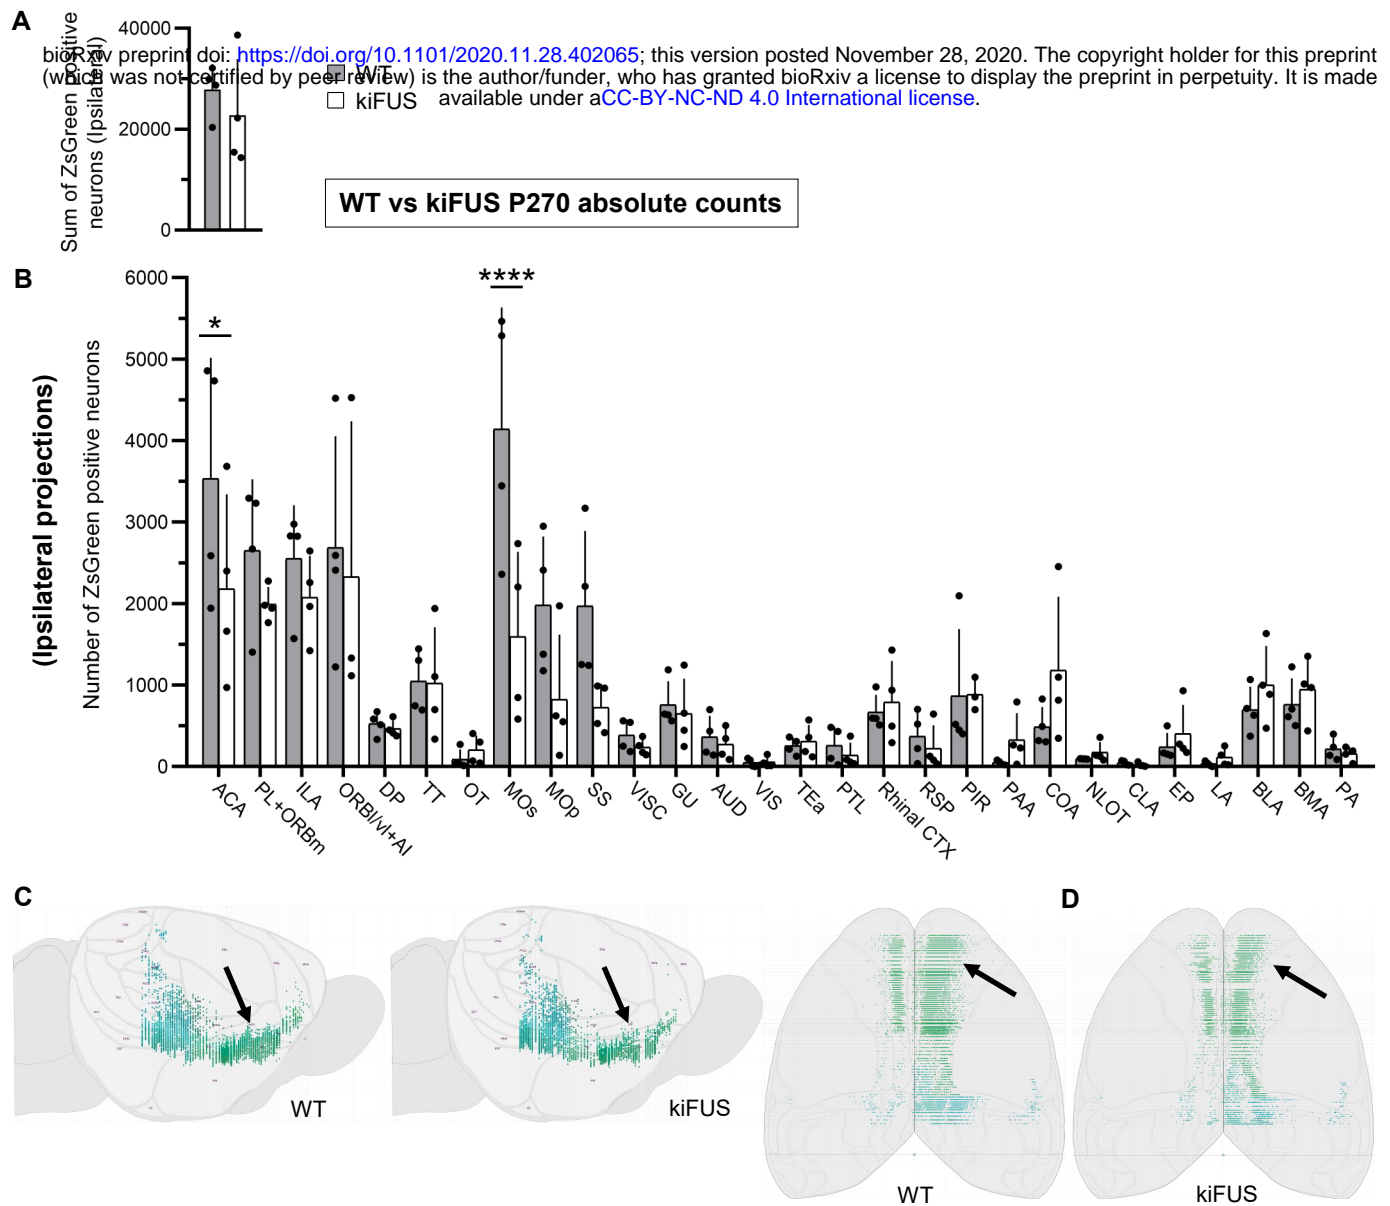 A
bioRxiv preprint doi: https://doi.org/10.1101/2020.11.28.402065; this version posted November 28, 2020. The copyright holder for this preprint
(which was not certified by peer review) is the author/funder, who has granted bioRxiv a license to display the preprint in perpetuity. It is made
available under aCC-BY-NC-ND 4.0 International license.
Sum of ZsGreen positive
neurons (Ipsilateral)
40000
20000
0
WT
kiFUS
WT vs kiFUS P270 absolute counts
B
(Ipsilateral projections)
Number of ZsGreen positive neurons
6000
5000
4000
3000
2000
1000
0
*
****
ACA
PL+ORBm
ILA
ORBl/vl+AI
DP
TT
OT
MOs
MOp
SS
VISC
GU
AUD
VIS
TEa
PTL
Rhinal CTX
RSP
PIR
PAA
COA
NLOT
CLA
EP
LA
BLA
BMA
PA
C
WT
kiFUS
D
WT
kiFUS